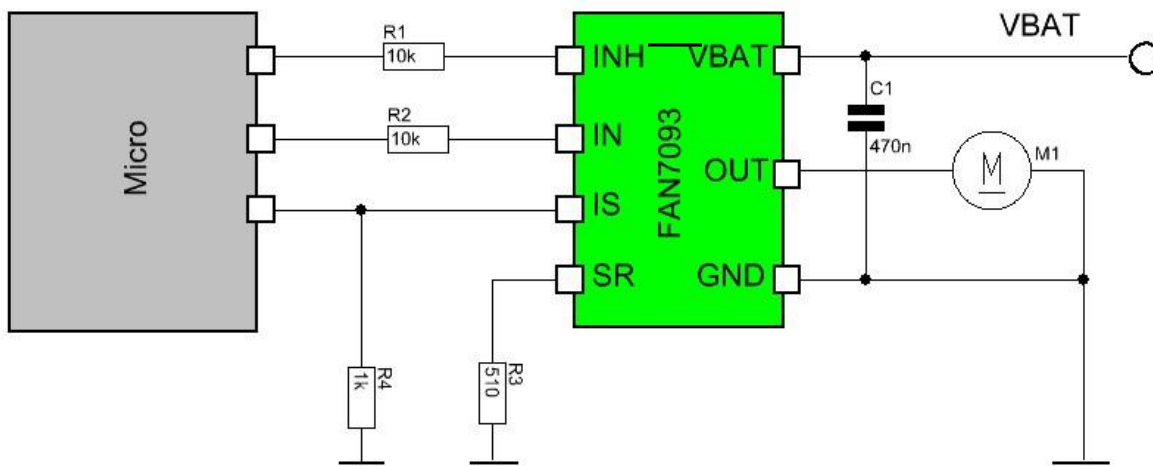 VBAT
R1
10k
INH
VBAT
C1
470n
Micro
R2
10k
IN
FAN7093
OUT
M
M1
IS
SR
GND
R4
1k
R3
510